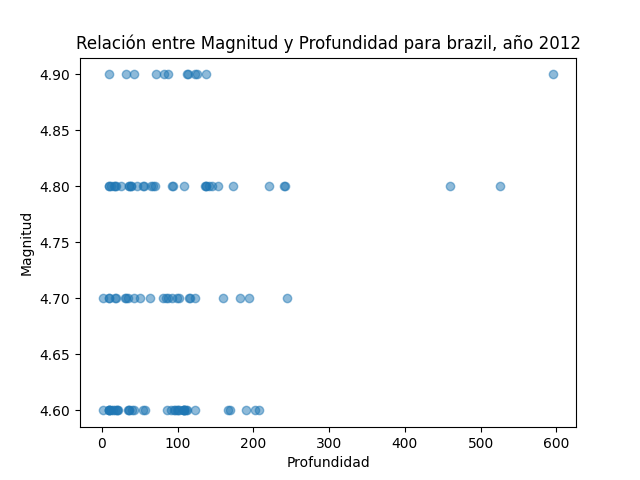 Relación entre Magnitud y Profundidad para brazil, año 2012
4.90
4.85
4.80
4.75
4.70
4.65
4.60
Magnitud
0 100 200 300 400 500 600
Profundidad